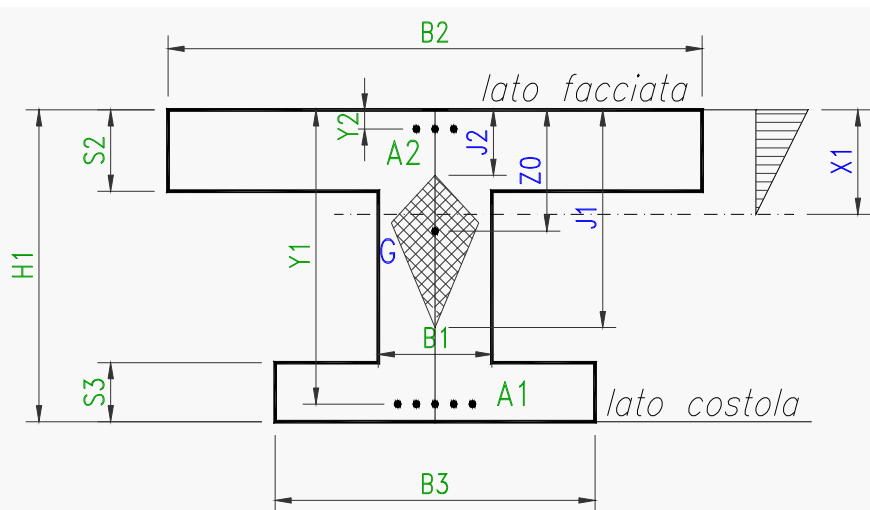 B2
lato facciata
Y2
S2
A2
J2
Z0
X1
J1
Y1
G
H1
B1
S3
A1
lato costola
B3